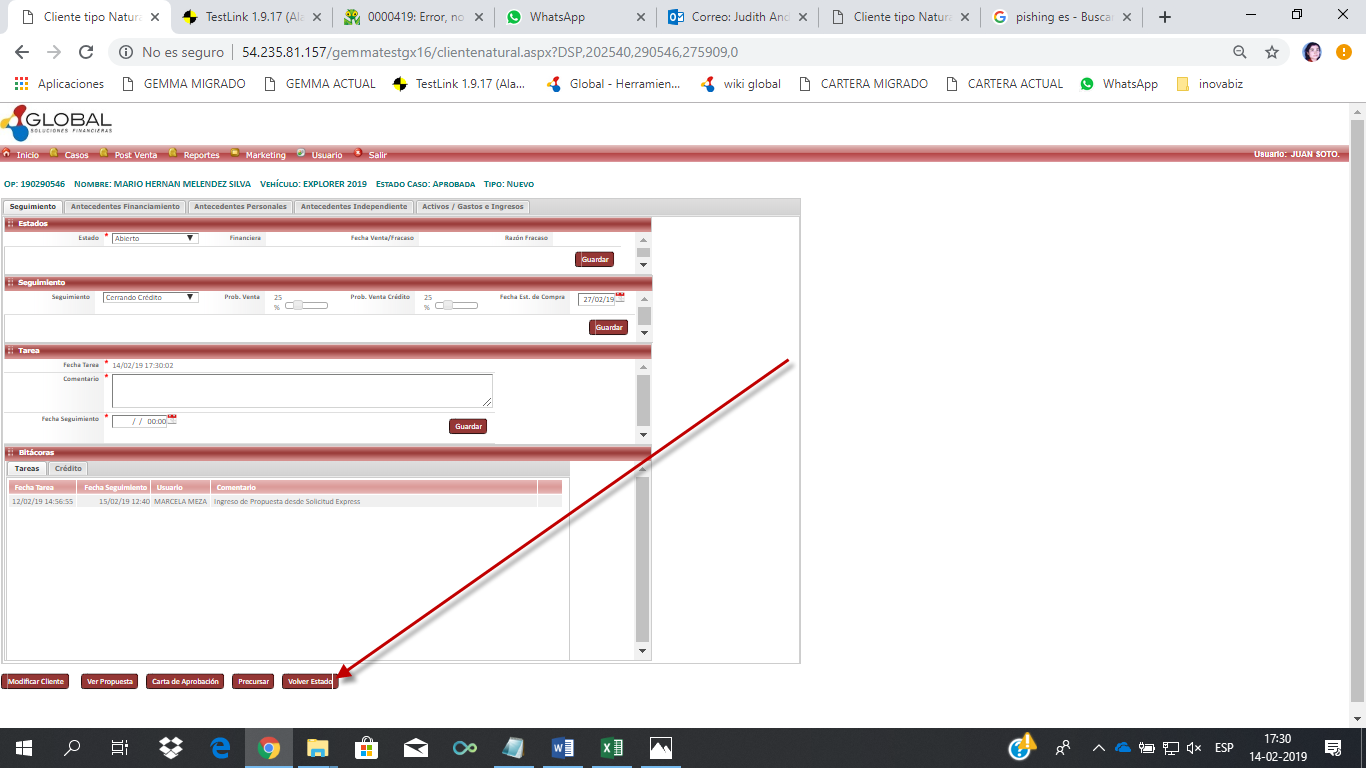 Cliente tipo Natura
TestLink 1.9.17 (Ala
0000419: Error, no
WhatsApp
Correo: Judith And
Cliente tipo Natura
pishing es - Busca
No es seguro
54.235.81.157/gemmatestgx16/clientenatural.aspx?DSP,202540,290546,275909,0
Aplicaciones
GEMMA MIGRADO
GEMMA ACTUAL
TestLink 1.9.17 (Ala...
Global - Herramien...
wiki global
CARTERA MIGRADO
CARTERA ACTUAL
WhatsApp
inovabiz
GLOBAL
SOLUCIONES FINANCIERAS
Inicio Casos Post Venta Reportes Marketing Usuario Salir
Usuario: JUAN SOTO.
Op: 190290546 Nombre: MARIO HERNAN MELENDEZ SILVA Vehículo: EXPLORER 2019 Estado Caso: Aprobada Tipo: Nuevo
Seguimiento Antecedentes Financiamiento Antecedentes Personales Antecedentes Independiente Activos / Gastos e Ingresos
Estados
Estado * Abierto Financiera Fecha Venta/Fracaso Razón Fracaso
Guardar
Seguimiento
Seguimiento Cerrando Crédito Prob. Venta 25 % Prob. Venta Crédito 25 % Fecha Est. de Compra 27/02/19
Guardar
Tarea
Fecha Tarea * 14/02/19 17:30:02
Comentario *
Fecha Seguimiento * / / 00:00
Guardar
Bitácoras
Tareas Crédito
Fecha Tarea Fecha Seguimiento Usuario Comentario
12/02/19 14:56:55 15/02/19 12:40 MARCELA MEZA Ingreso de Propuesta desde Solicitud Express
Modificar Cliente Ver Propuesta Carta de Aprobación Precursar Volver Estado
ESP
17:30
14-02-2019